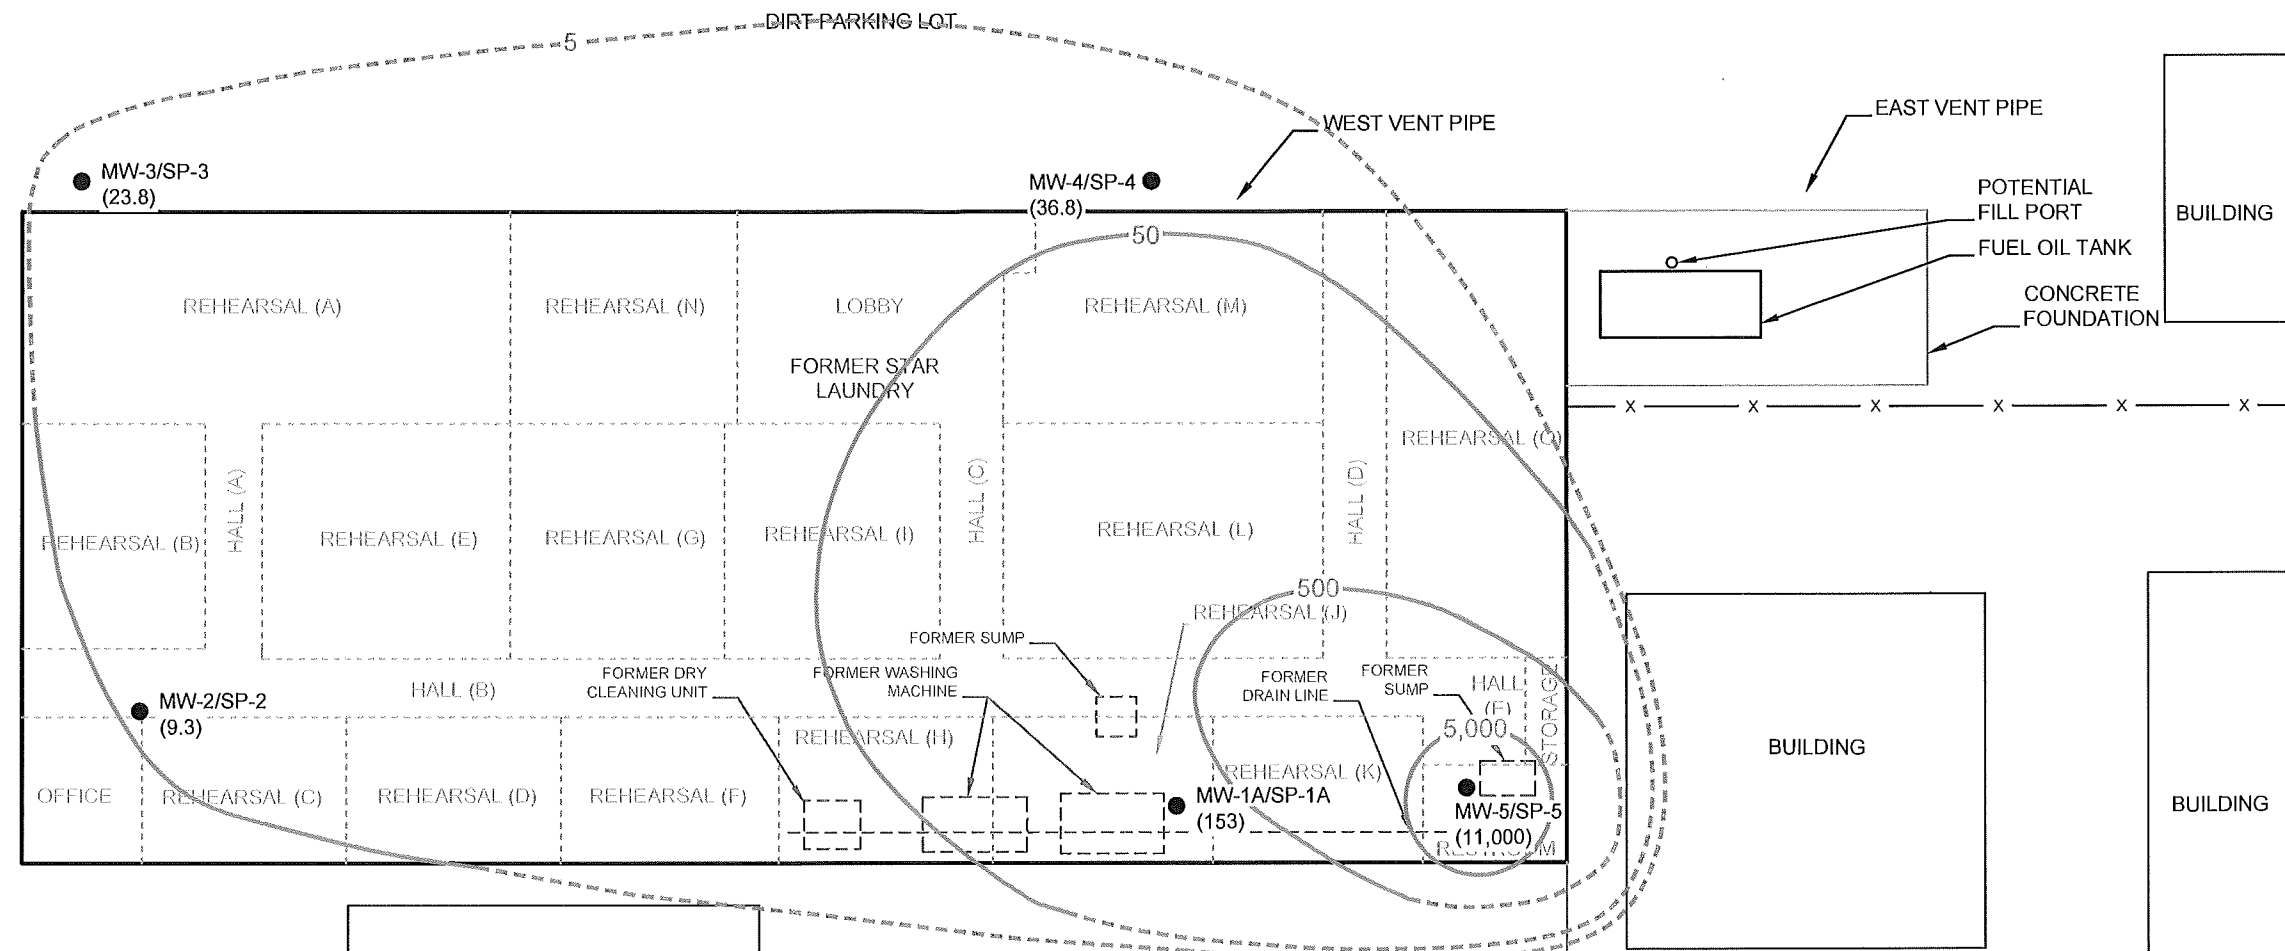 DIRT PARKING LOT
5
WEST VENT PIPE
EAST VENT PIPE
MW-3/SP-3
(23.8)
MW-4/SP-4
(36.8)
POTENTIAL
FILL PORT
FUEL OIL TANK
CONCRETE
FOUNDATION
BUILDING
50
REHEARSAL (A)
REHEARSAL (N)
LOBBY
REHEARSAL (M)
FORMER STAR
LAUNDRY
X X X X X X
REHEARSAL (O)
REHEARSAL (B)
HALL (A)
REHEARSAL (E)
REHEARSAL (G)
REHEARSAL (I)
HALL (C)
REHEARSAL (L)
HALL (D)
500
REHEARSAL (J)
FORMER SUMP
FORMER DRY
CLEANING UNIT
FORMER WASHING
MACHINE
FORMER
DRAIN LINE
FORMER
SUMP
HALL
(F)
STORAGE
HALL (B)
MW-2/SP-2
(9.3)
5,000
REHEARSAL (H)
BUILDING
OFFICE
REHEARSAL (C)
REHEARSAL (D)
REHEARSAL (F)
REHEARSAL (K)
MW-1A/SP-1A
(153)
MW-5/SP-5
(11,000)
RESTROOM
BUILDING